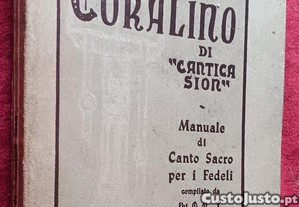 CORALINO
DI
"CANTICA
SION"
Manuale
di
Canto Sacro
per i Fedeli
compilato da
CustoJusto.pt